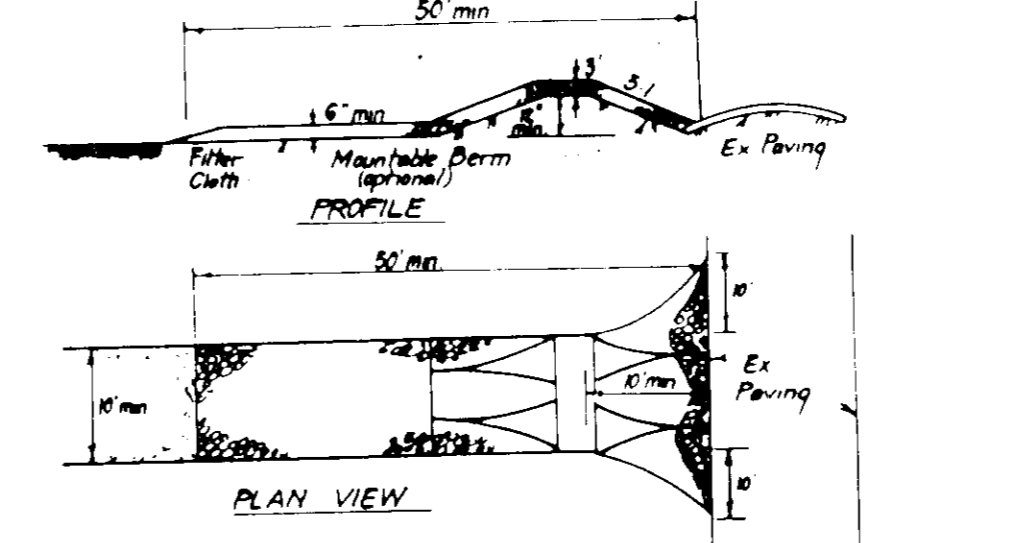 50' min
3'
5:1
6" min
min.
Filter
Cloth
Mountable Berm
(optional)
Ex Paving
PROFILE
50' min.
10'
Ex
Paving
10' min
10' min
10'
PLAN VIEW